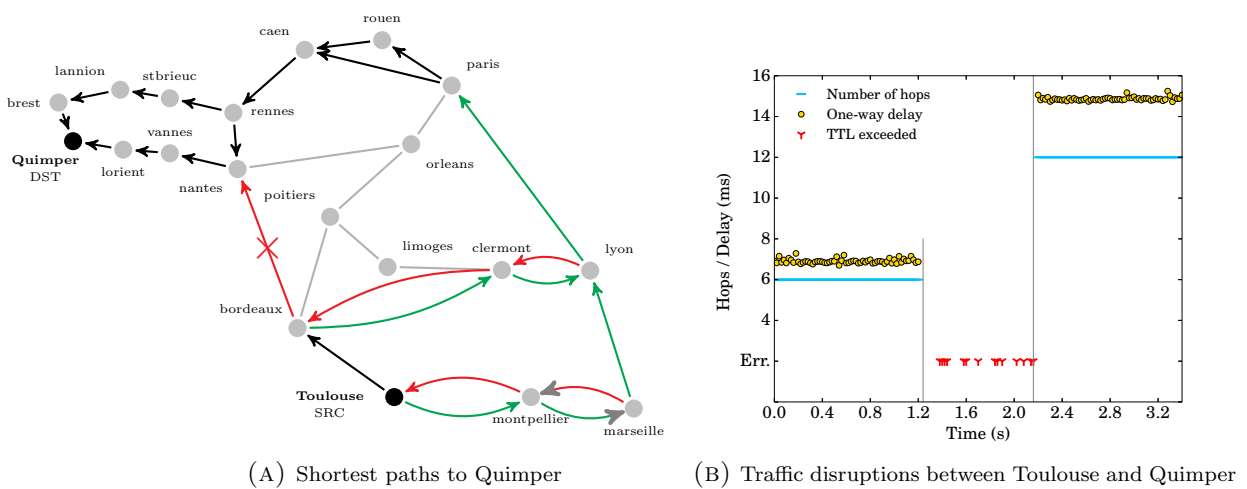 rouen
caen
paris
lannion
stbrieuc
brest
rennes
vannes
Quimper
DST
lorient
nantes
orleans
poitiers
limoges
clermont
lyon
bordeaux
Toulouse
SRC
montpellier
marseille
(A) Shortest paths to Quimper
16
14
12
10
8
6
4
Err.
Hops / Delay (ms)
Number of hops
One-way delay
TTL exceeded
0.0 0.4 0.8 1.2 1.6 2.0 2.4 2.8 3.2
Time (s)
(B) Traffic disruptions between Toulouse and Quimper